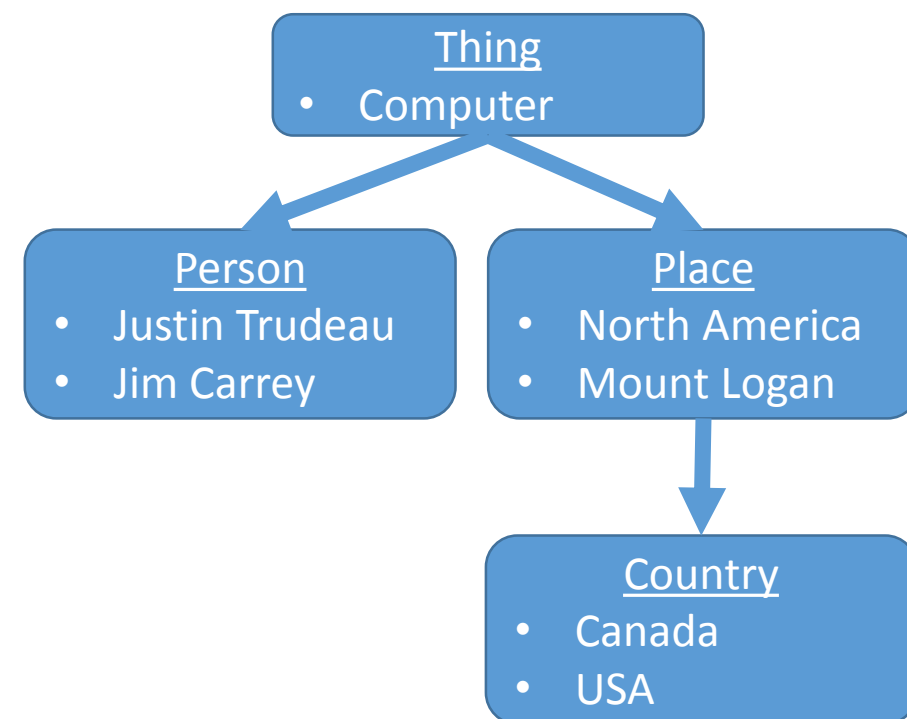 Thing
• Computer
Person
• Justin Trudeau
• Jim Carrey
Place
• North America
• Mount Logan
Country
• Canada
• USA